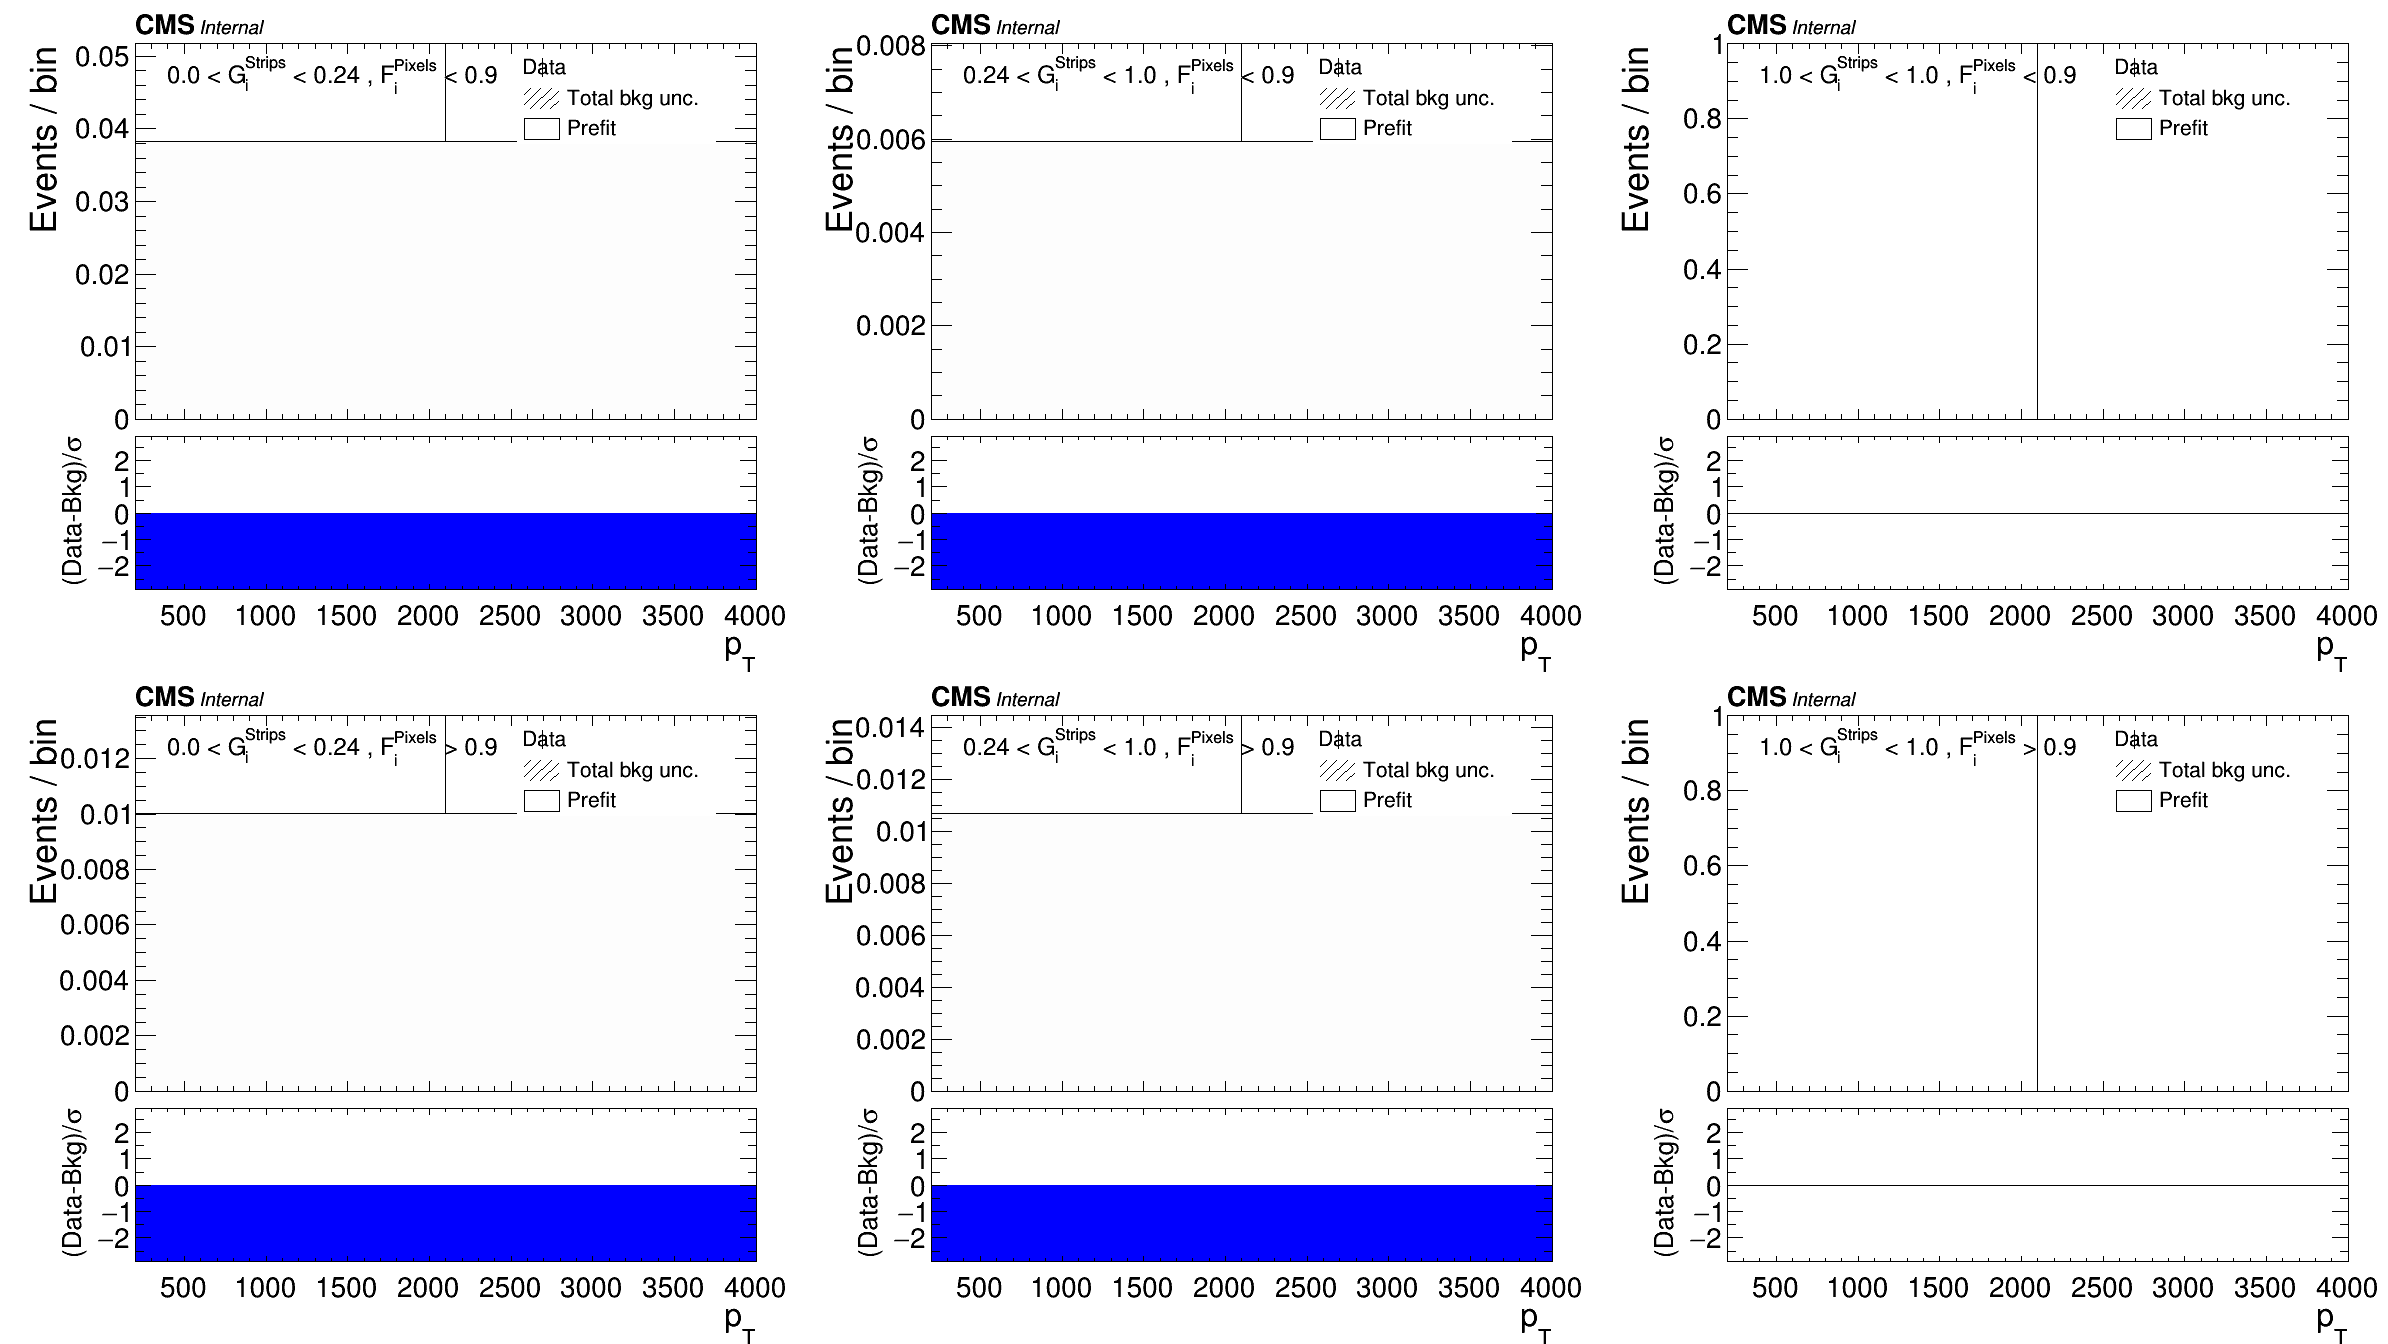 CMS Internal
Events / bin
0.0 < G_i^Strips < 0.24 , F_i^Pixels < 0.9
Data
Total bkg unc.
Prefit
0.05
0.04
0.03
0.02
0.01
0
(Data-Bkg)/σ
2
1
0
−1
−2
500 1000 1500 2000 2500 3000 3500 4000
p_T
CMS Internal
Events / bin
0.24 < G_i^Strips < 1.0 , F_i^Pixels < 0.9
Data
Total bkg unc.
Prefit
0.008
0.006
0.004
0.002
0
(Data-Bkg)/σ
2
1
0
−1
−2
500 1000 1500 2000 2500 3000 3500 4000
p_T
CMS Internal
Events / bin
1.0 < G_i^Strips < 1.0 , F_i^Pixels < 0.9
Data
Total bkg unc.
Prefit
1
0.8
0.6
0.4
0.2
0
(Data-Bkg)/σ
2
1
0
−1
−2
500 1000 1500 2000 2500 3000 3500 4000
p_T
CMS Internal
Events / bin
0.0 < G_i^Strips < 0.24 , F_i^Pixels > 0.9
Data
Total bkg unc.
Prefit
0.012
0.01
0.008
0.006
0.004
0.002
0
(Data-Bkg)/σ
2
1
0
−1
−2
500 1000 1500 2000 2500 3000 3500 4000
p_T
CMS Internal
Events / bin
0.24 < G_i^Strips < 1.0 , F_i^Pixels > 0.9
Data
Total bkg unc.
Prefit
0.014
0.012
0.01
0.008
0.006
0.004
0.002
0
(Data-Bkg)/σ
2
1
0
−1
−2
500 1000 1500 2000 2500 3000 3500 4000
p_T
CMS Internal
Events / bin
1.0 < G_i^Strips < 1.0 , F_i^Pixels > 0.9
Data
Total bkg unc.
Prefit
1
0.8
0.6
0.4
0.2
0
(Data-Bkg)/σ
2
1
0
−1
−2
500 1000 1500 2000 2500 3000 3500 4000
p_T